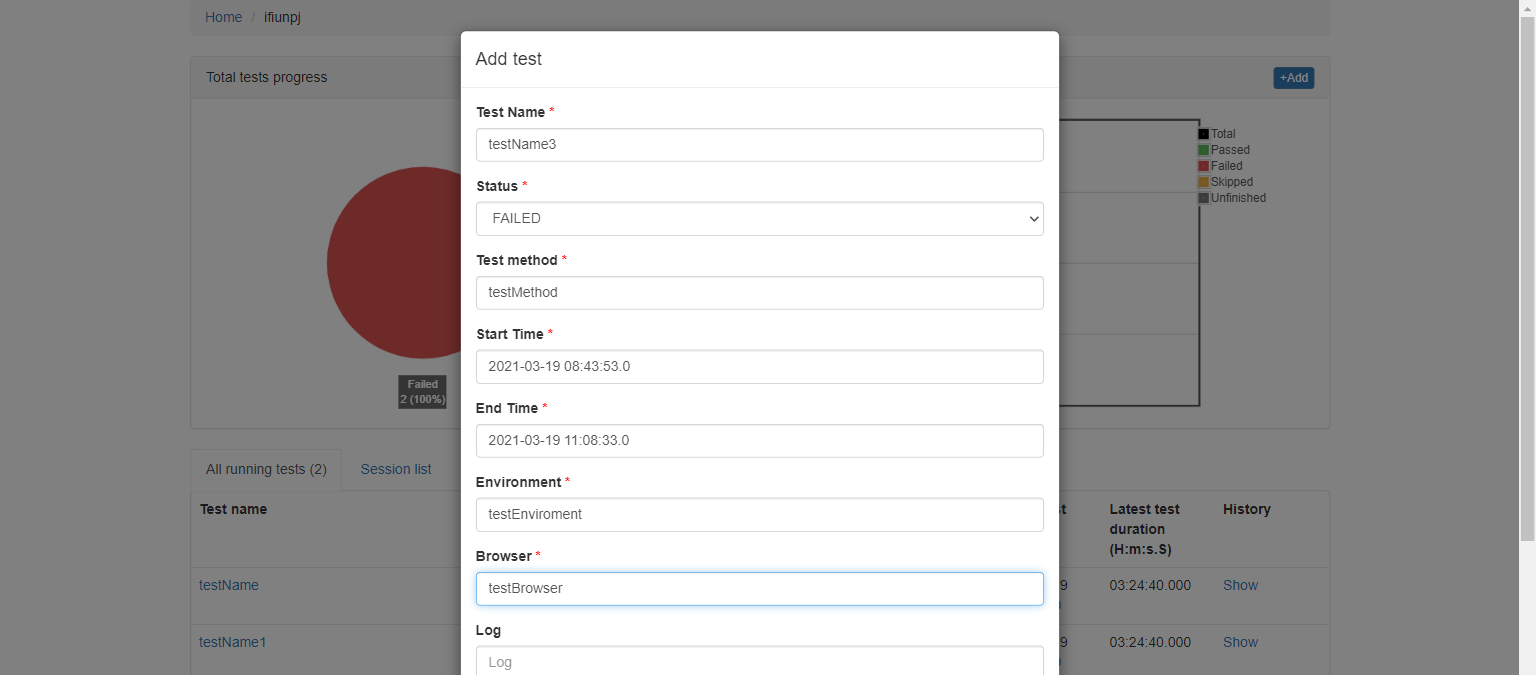 Home / ifiunpj
Add test
Total tests progress
+Add
Test Name *
testName3
Status *
FAILED
Test method *
testMethod
Start Time *
2021-03-19 08:43:53.0
End Time *
2021-03-19 11:08:33.0
Environment *
testEnviroment
Browser *
testBrowser
Log
Log
Total
Passed
Failed
Skipped
Unfinished
Failed
2 (100%)
All running tests (2)
Session list
Test name
Latest test
duration
(H:m:s.S)
History
testName
03:24:40.000
Show
testName1
03:24:40.000
Show